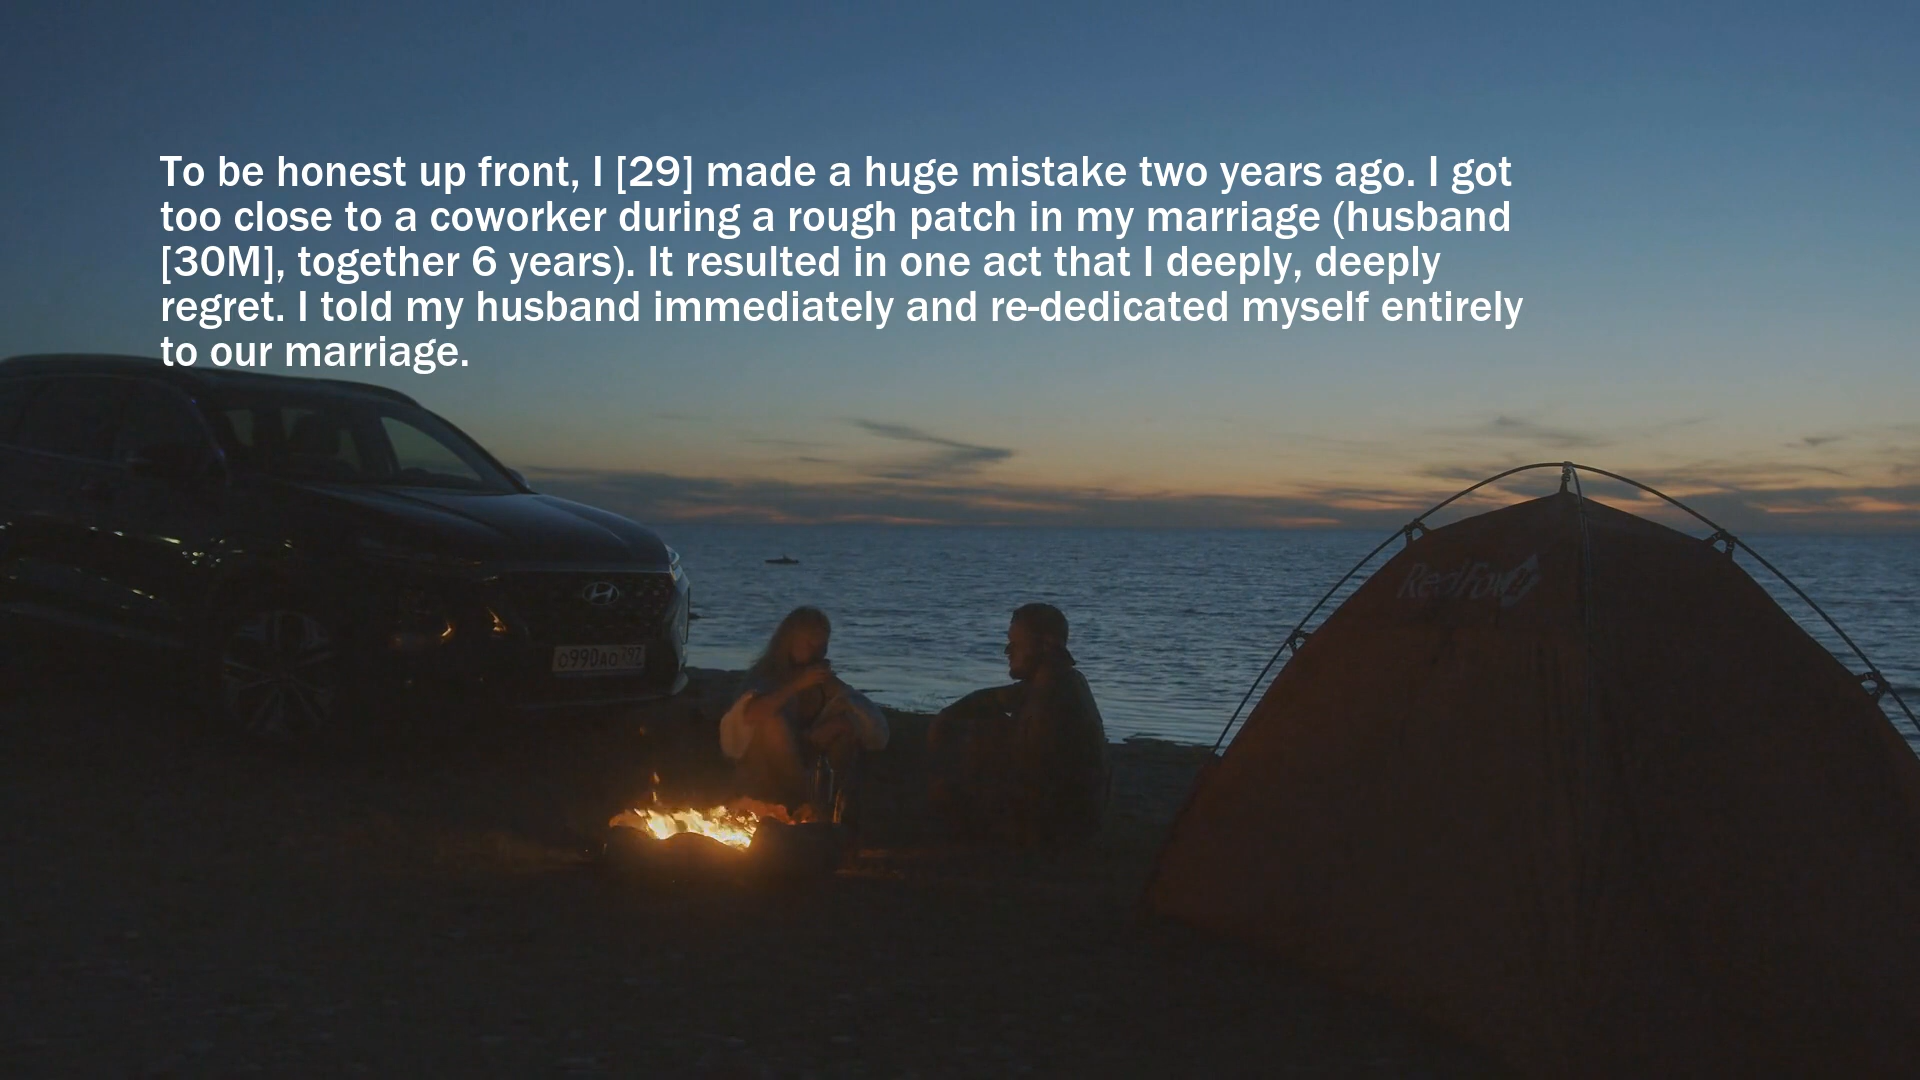 To be honest up front, I [29] made a huge mistake two years ago. I got
too close to a coworker during a rough patch in my marriage (husband
[30M], together 6 years). It resulted in one act that I deeply, deeply
regret. I told my husband immediately and re-dedicated myself entirely
to our marriage.
RedFox